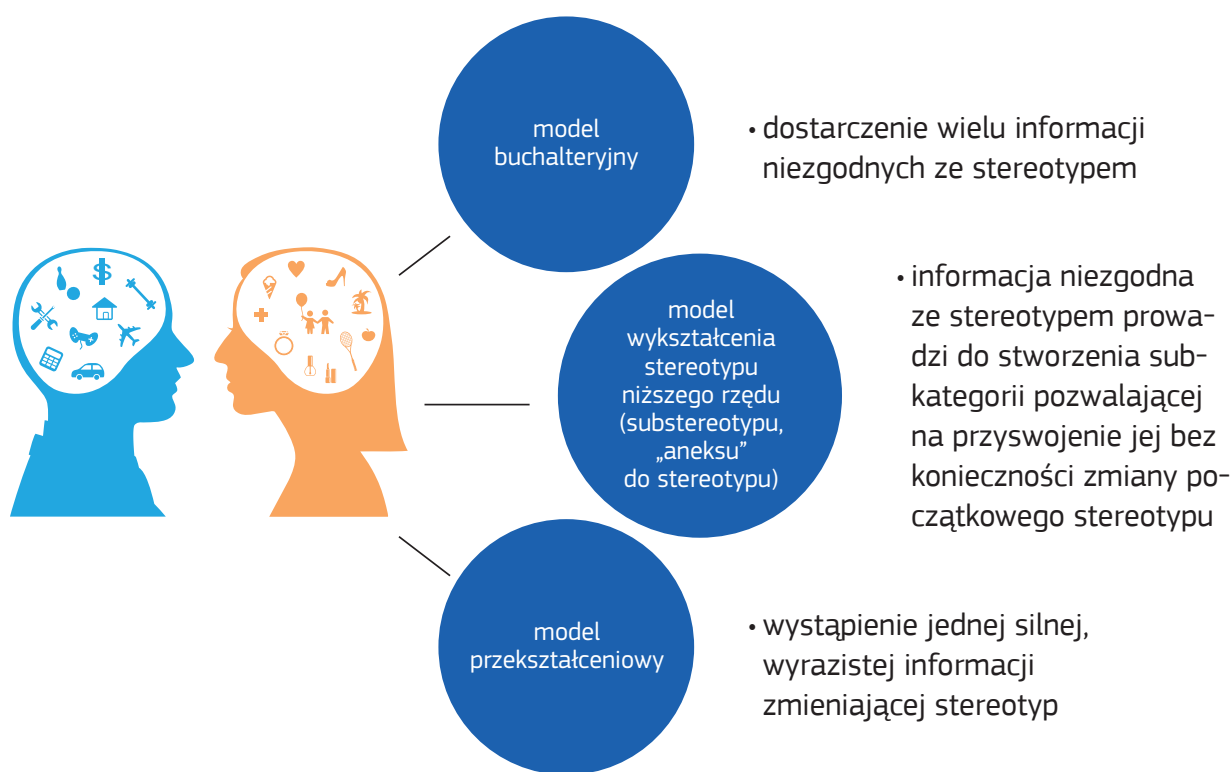 model
buchalteryjny
• dostarczenie wielu informacji
niezgodnych ze stereotypem
model
wykształcenia
stereotypu
niższego rzędu
(substereotypu,
„aneksu”
do stereotypu)
• informacja niezgodna
ze stereotypem prowa-
dzi do stworzenia sub-
kategorii pozwalającej
na przyswojenie jej bez
konieczności zmiany po-
czątkowego stereotypu
model
przekształceniowy
• wystąpienie jednej silnej,
wyrazistej informacji
zmieniającej stereotyp